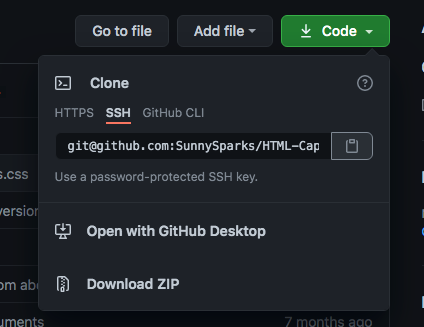 Go to file
Add file
Code
Clone
HTTPS SSH GitHub CLI
git@github.com:SunnySparks/HTML-Cap
Use a password-protected SSH key.
s.css
version
Open with GitHub Desktop
Download ZIP
om abo
uments 7 months ago